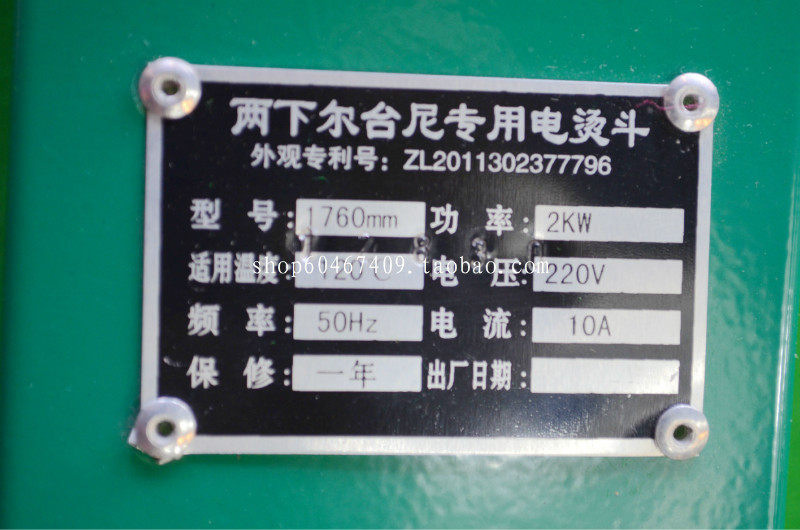 两下尔台尼专用电烫斗
外观专利号：ZL2011302377796
型号：1760mm 功率：2KW
适用温度：120℃ 电压：220V
shop60467409.taobao.com
频率：50Hz 电流：10A
保修：一年 出厂日期：